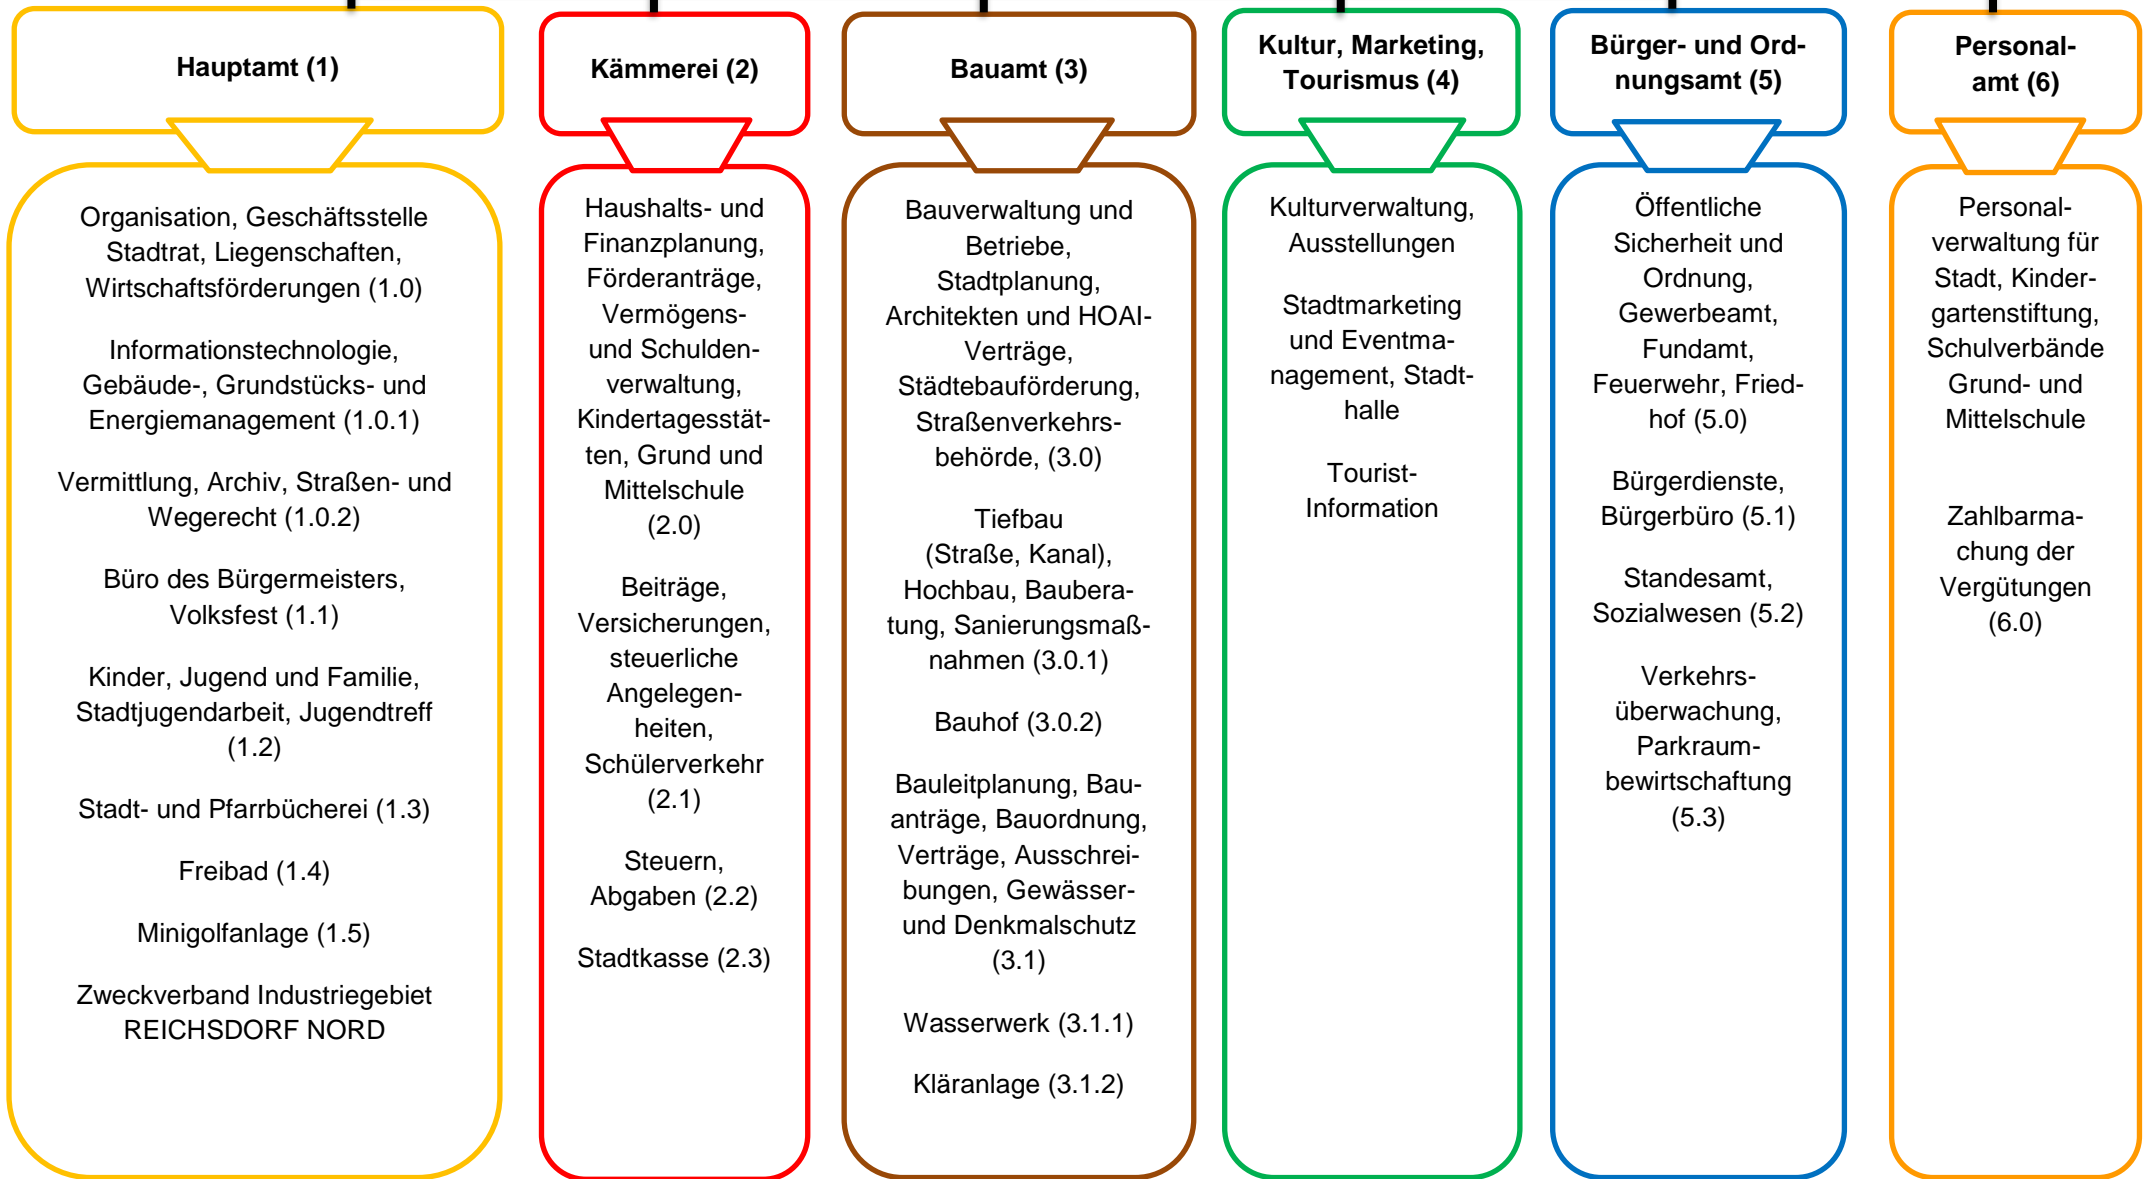 Hauptamt (1)
Organisation, Geschäftsstelle
Stadtrat, Liegenschaften,
Wirtschaftsförderungen (1.0)
Informationstechnologie,
Gebäude-, Grundstücks- und
Energiemanagement (1.0.1)
Vermittlung, Archiv, Straßen- und
Wegerecht (1.0.2)
Büro des Bürgermeisters,
Volksfest (1.1)
Kinder, Jugend und Familie,
Stadtjugendarbeit, Jugendtreff
(1.2)
Stadt- und Pfarrbücherei (1.3)
Freibad (1.4)
Minigolfanlage (1.5)
Zweckverband Industriegebiet
REICHSDORF NORD
Kämmerei (2)
Haushalts- und
Finanzplanung,
Förderanträge,
Vermögens-
und Schulden-
verwaltung,
Kindertagesstät-
ten, Grund und
Mittelschule
(2.0)
Beiträge,
Versicherungen,
steuerliche
Angelegen-
heiten,
Schülerverkehr
(2.1)
Steuern,
Abgaben (2.2)
Stadtkasse (2.3)
Bauamt (3)
Bauverwaltung und
Betriebe,
Stadtplanung,
Architekten und HOAI-
Verträge,
Städtebauförderung,
Straßenverkehrs-
behörde, (3.0)
Tiefbau
(Straße, Kanal),
Hochbau, Baubera-
tung, Sanierungsmaß-
nahmen (3.0.1)
Bauhof (3.0.2)
Bauleitplanung, Bau-
anträge, Bauordnung,
Verträge, Ausschrei-
bungen, Gewässer-
und Denkmalschutz
(3.1)
Wasserwerk (3.1.1)
Kläranlage (3.1.2)
Kultur, Marketing,
Tourismus (4)
Kulturverwaltung,
Ausstellungen
Stadtmarketing
und Eventma-
nagement, Stadt-
halle
Tourist-
Information
Bürger- und Ord-
nungsamt (5)
Öffentliche
Sicherheit und
Ordnung,
Gewerbeamt,
Fundamt,
Feuerwehr, Fried-
hof (5.0)
Bürgerdienste,
Bürgerbüro (5.1)
Standesamt,
Sozialwesen (5.2)
Verkehrs-
überwachung,
Parkraum-
bewirtschaftung
(5.3)
Personal-
amt (6)
Personal-
verwaltung für
Stadt, Kinder-
gartenstiftung,
Schulverbände
Grund- und
Mittelschule
Zahlbarma-
chung der
Vergütungen
(6.0)